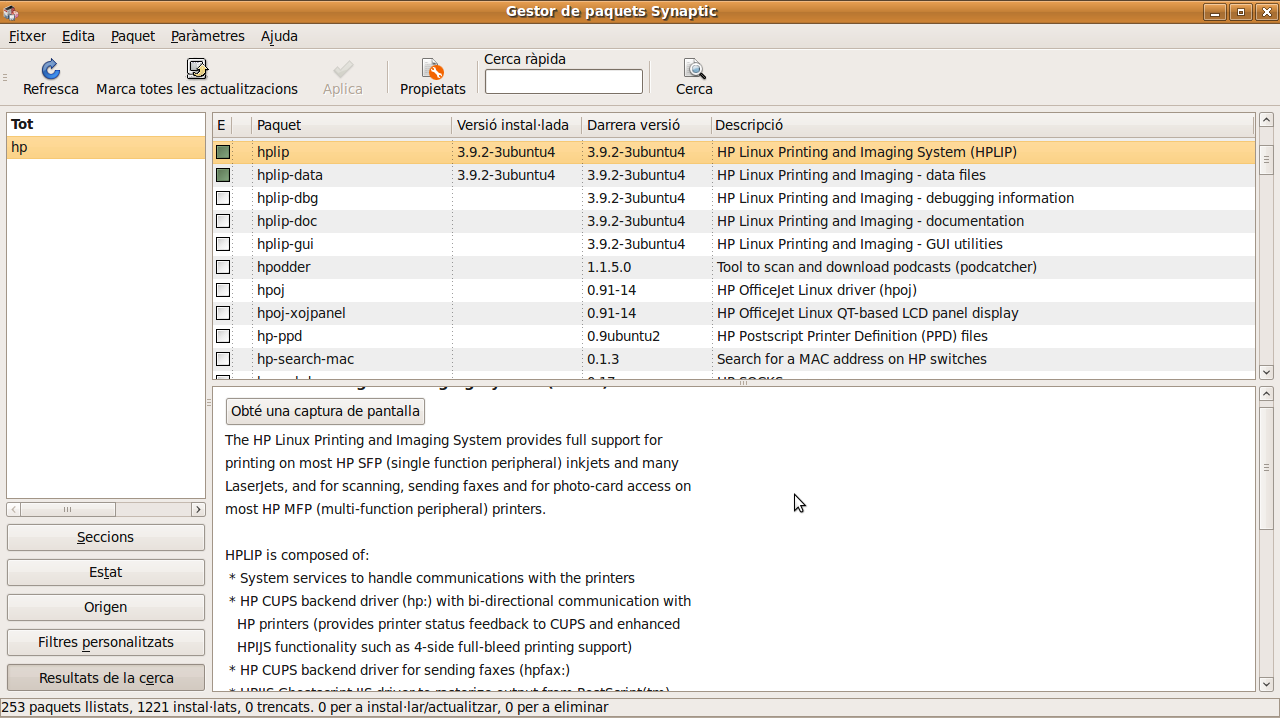 Gestor de paquets Synaptic
Fitxer Edita Paquet Paràmetres Ajuda
Refresca Marca totes les actualitzacions Aplica Propietats Cerca ràpida Cerca
Tot
hp
E Paquet Versió instal·lada Darrera versió Descripció
hplip 3.9.2-3ubuntu4 3.9.2-3ubuntu4 HP Linux Printing and Imaging System (HPLIP)
hplip-data 3.9.2-3ubuntu4 3.9.2-3ubuntu4 HP Linux Printing and Imaging - data files
hplip-dbg 3.9.2-3ubuntu4 HP Linux Printing and Imaging - debugging information
hplip-doc 3.9.2-3ubuntu4 HP Linux Printing and Imaging - documentation
hplip-gui 3.9.2-3ubuntu4 HP Linux Printing and Imaging - GUI utilities
hpodder 1.1.5.0 Tool to scan and download podcasts (podcatcher)
hpoj 0.91-14 HP OfficeJet Linux driver (hpoj)
hpoj-xojpanel 0.91-14 HP OfficeJet Linux QT-based LCD panel display
hp-ppd 0.9ubuntu2 HP Postscript Printer Definition (PPD) files
hp-search-mac 0.1.3 Search for a MAC address on HP switches
Obté una captura de pantalla
The HP Linux Printing and Imaging System provides full support for
printing on most HP SFP (single function peripheral) inkjets and many
LaserJets, and for scanning, sending faxes and for photo-card access on
most HP MFP (multi-function peripheral) printers.
HPLIP is composed of:
* System services to handle communications with the printers
* HP CUPS backend driver (hp:) with bi-directional communication with
HP printers (provides printer status feedback to CUPS and enhanced
HPIJS functionality such as 4-side full-bleed printing support)
* HP CUPS backend driver for sending faxes (hpfax:)
* HPIJS Ghostscript IJS driver to rasterize output from PostScript(tm)
Seccions
Estat
Origen
Filtres personalitzats
Resultats de la cerca
253 paquets llistats, 1221 instal·lats, 0 trencats. 0 per a instal·lar/actualitzar, 0 per a eliminar